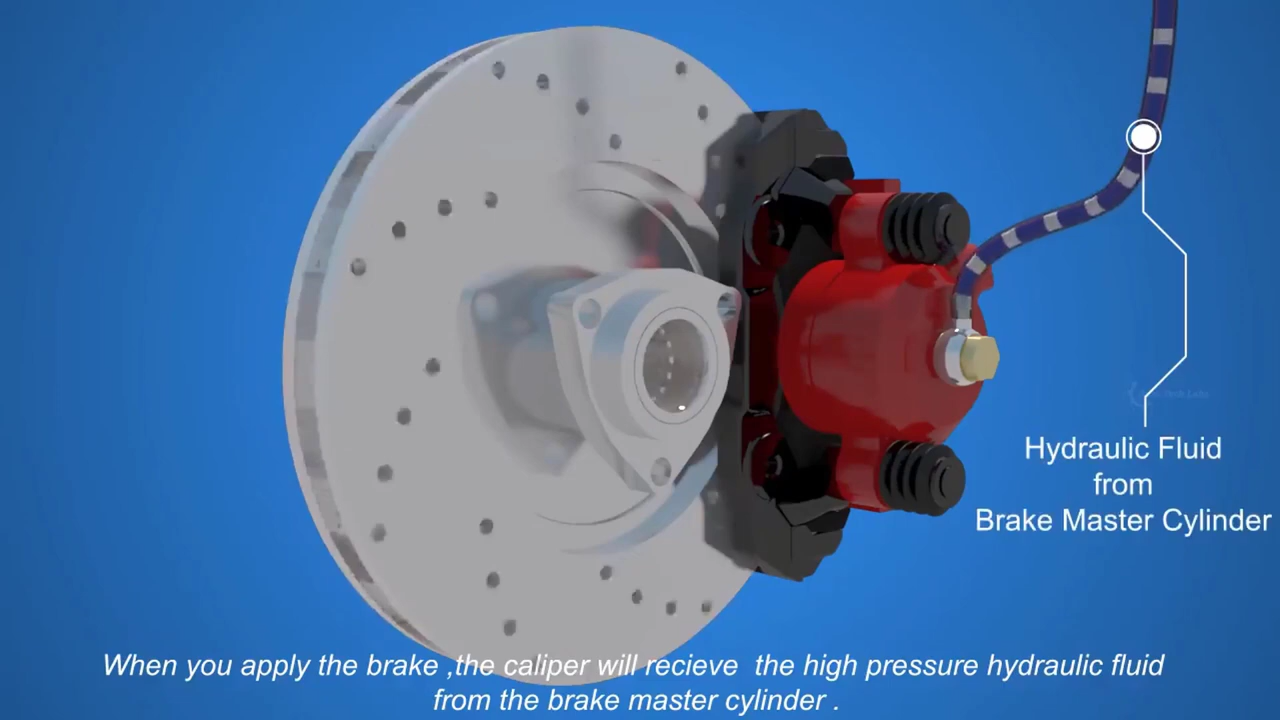 Hydraulic Fluid
from
Brake Master Cylinder
When you apply the brake ,the caliper will recieve  the high pressure hydraulic fluid
from the brake master cylinder .